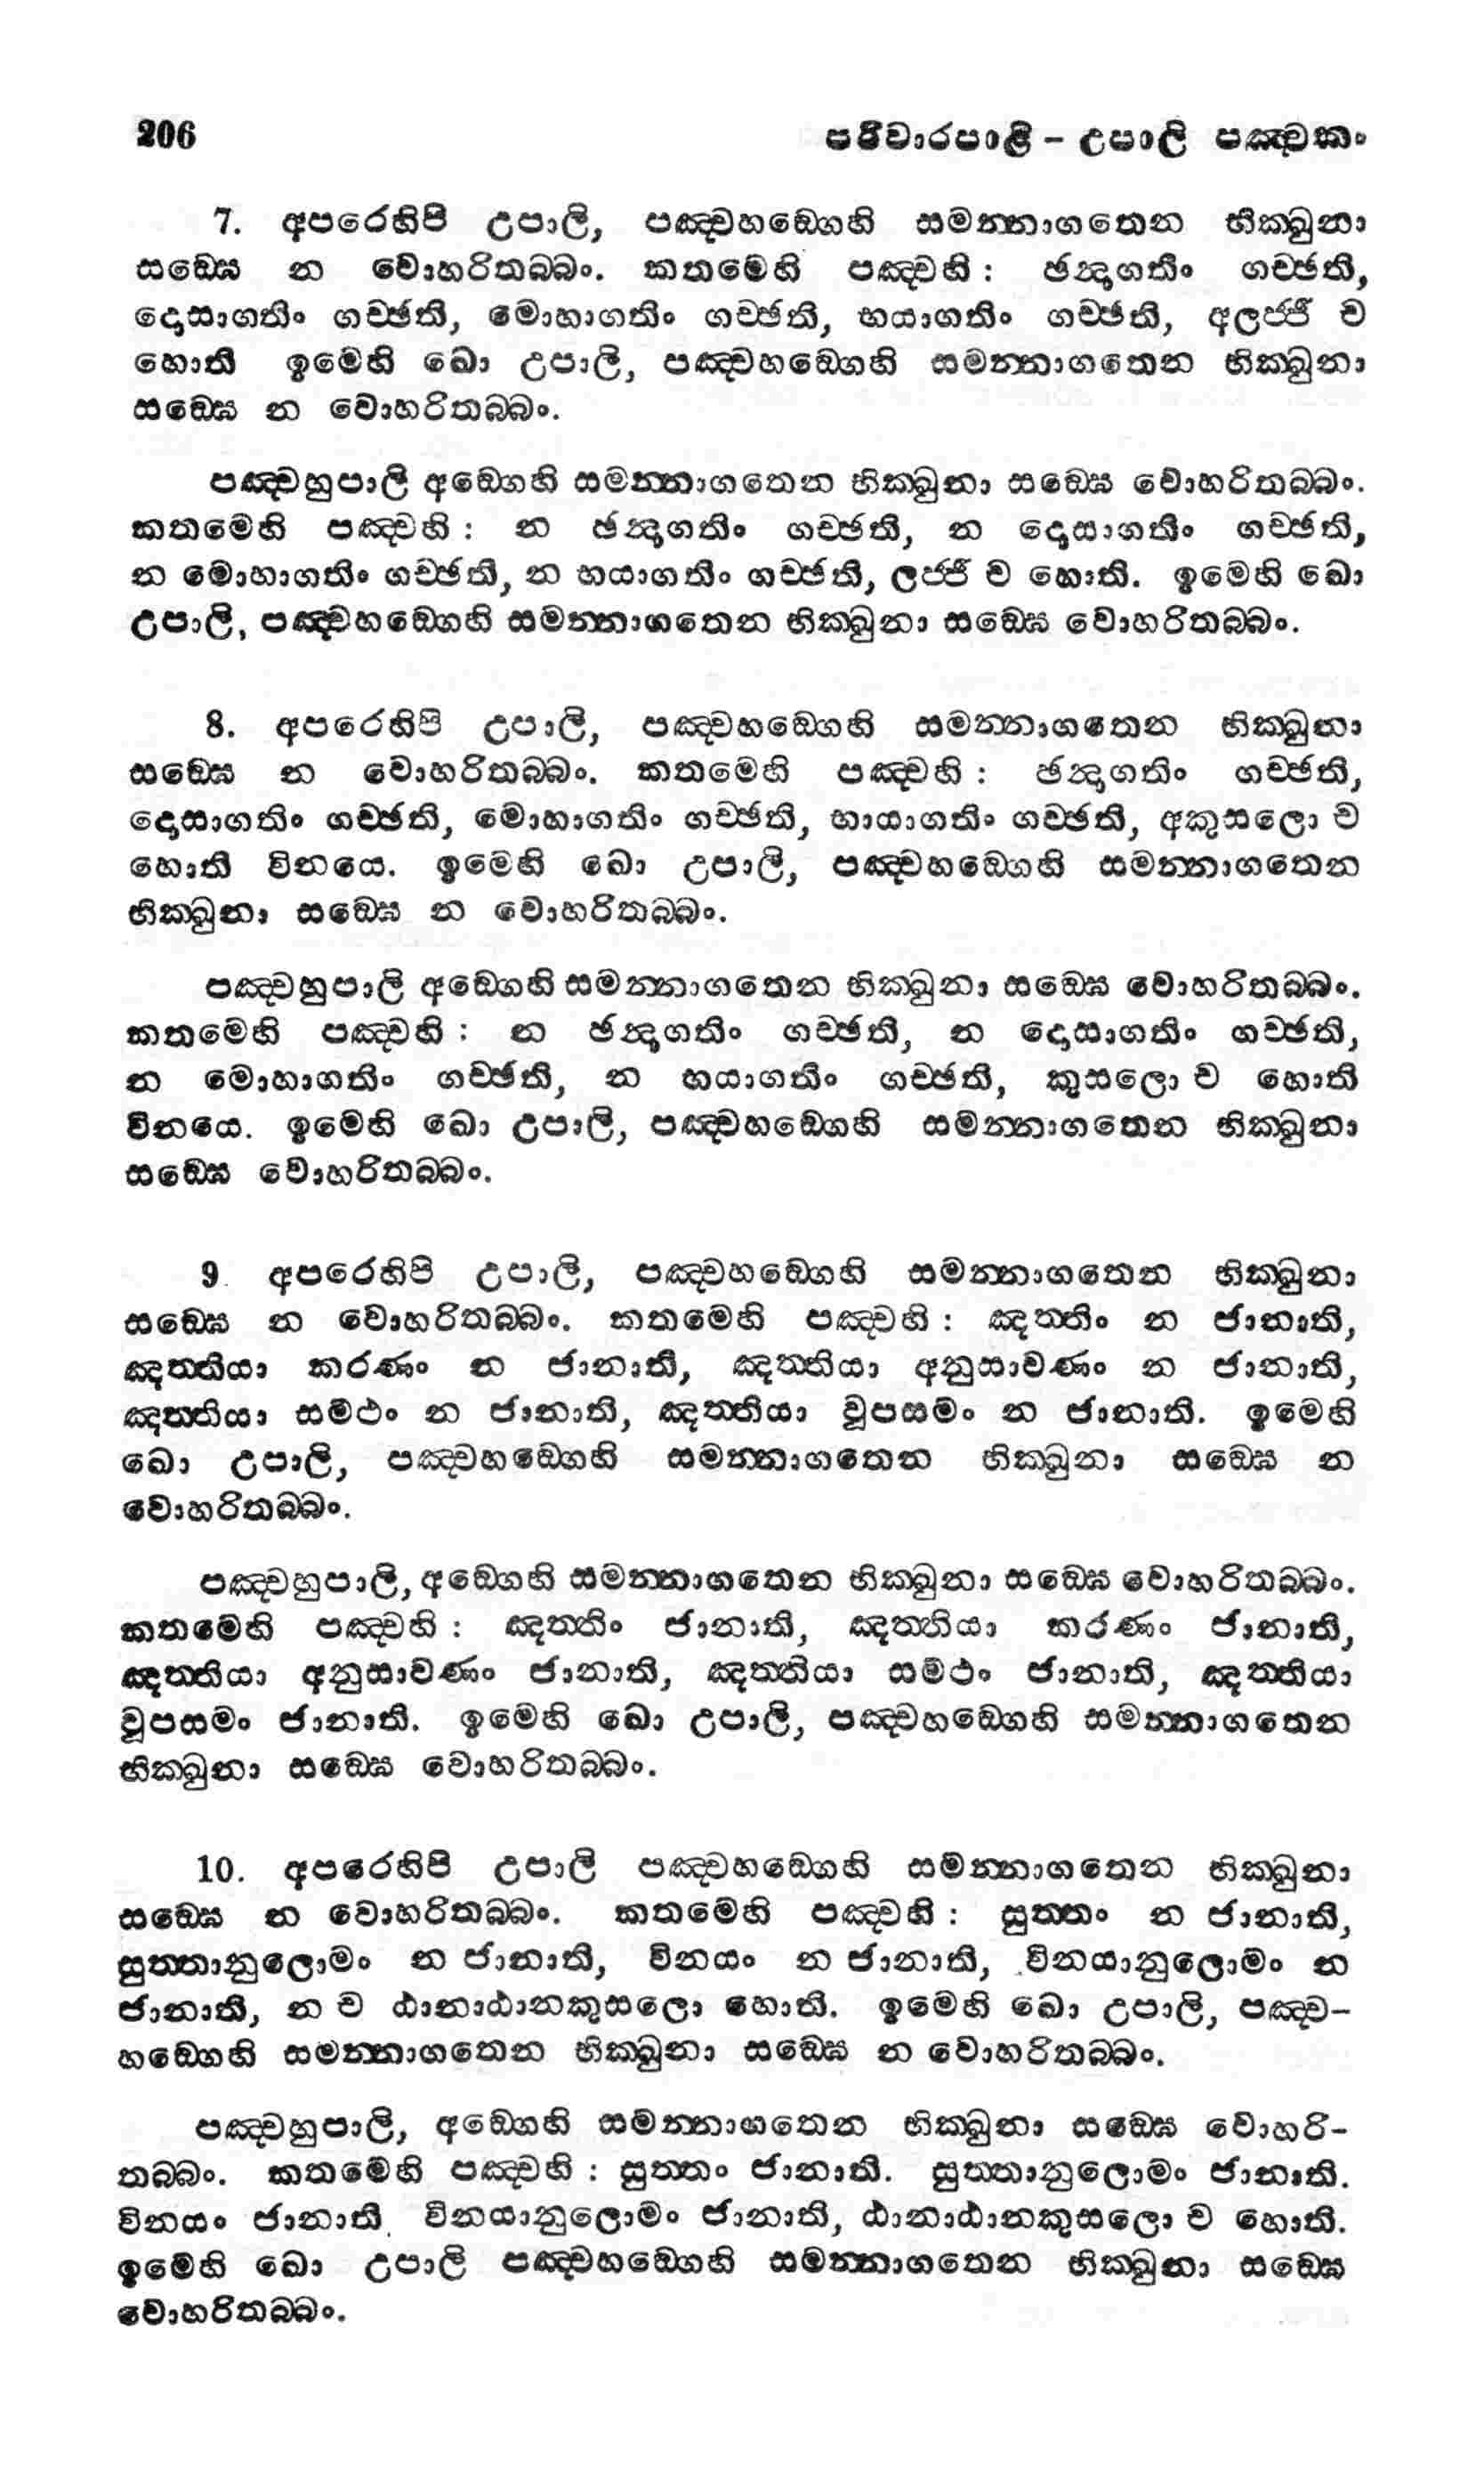 206 පරිවාරපාළි – උපාලි පඤ්චකං
7. අපරෙහිපි උපාලි, පඤ්චහඞ්ගෙහි සමන්නාගතෙන භික්ඛුනා
සඞ්ඝෙ න වොහරිතබ්බං. කතමෙහි පඤ්චහි : ඡන්දාගතිං ගච්ඡති,
දොසාගතිං ගච්ඡති, මොහාගතිං ගච්ඡති, භයාගතිං ගච්ඡති, අලජ්ජී ච
හොති ඉමෙහි ඛො උපාලි, පඤ්චහඞ්ගෙහි සමන්නාගතෙන භික්ඛුනා
සඞ්ඝෙ න වොහරිතබ්බං.
පඤ්චහුපාලි අඞ්ගෙහි සමන්නාගතෙන භික්ඛුනා සඞ්ඝෙ වොහරිතබ්බං.
කතමෙහි පඤ්චහි : න ඡන්දාගතිං ගච්ඡති, න දොසාගතිං ගච්ඡති,
න මොහාගතිං ගච්ඡති, න භයාගතිං ගච්ඡති, ලජ්ජී ච හොති. ඉමෙහි ඛො
උපාලි, පඤ්චහඞ්ගෙහි සමන්නාගතෙන භික්ඛුනා සඞ්ඝෙ වොහරිතබ්බං.
8. අපරෙහිපි උපාලි, පඤ්චහඞ්ගෙහි සමන්නාගතෙන භික්ඛුනා
සඞ්ඝෙ න වොහරිතබ්බං. කතමෙහි පඤ්චහි : ඡන්දාගතිං ගච්ඡති,
දොසාගතිං ගච්ඡති, මොහාගතිං ගච්ඡති, භායාගතිං ගච්ඡති, අකුසලො ච
හොති විනයෙ. ඉමෙහි ඛො උපාලි, පඤ්චහඞ්ගෙහි සමන්නාගතෙන
භික්ඛුනා සඞ්ඝෙ න වොහරිතබ්බං.
පඤ්චහුපාලි අඞ්ගෙහි සමන්නාගතෙන භික්ඛුනා සඞ්ඝෙ වොහරිතබ්බං.
කතමෙහි පඤ්චහි : න ඡන්දාගතිං ගච්ඡති, න දොසාගතිං ගච්ඡති,
න මොහාගතිං ගච්ඡති, න භයාගතිං ගච්ඡති, කුසලො ච හොති
විනයෙ. ඉමෙහි ඛො උපාලි, පඤ්චහඞ්ගෙහි සමන්නාගතෙන භික්ඛුනා
සඞ්ඝෙ වොහරිතබ්බං.
9. අපරෙහිපි උපාලි, පඤ්චහඞ්ගෙහි සමන්නාගතෙන භික්ඛුනා
සඞ්ඝෙ න වොහරිතබ්බං. කතමෙහි පඤ්චහි : ඤත්තිං න ජානාති,
ඤත්තියා කරණං න ජානාති, ඤත්තියා අනුසාවණං න ජානාති,
ඤත්තියා සමථං න ජානාති, ඤත්තියා වූපසමං න ජානාති. ඉමෙහි
ඛො උපාලි, පඤ්චහඞ්ගෙහි සමන්නාගතෙන භික්ඛුනා සඞ්ඝෙ න
වොහරිතබ්බං.
පඤ්චහුපාලි, අඞ්ගෙහි සමන්නාගතෙන භික්ඛුනා සඞ්ඝෙ වොහරිතබ්බං.
කතමෙහි පඤ්චහි : ඤත්තිං ජානාති, ඤත්තියා කරණං ජානාති,
ඤත්තියා අනුසාවණං ජානාති, ඤත්තියා සමථං ජානාති, ඤත්තියා
වූපසමං ජානාති. ඉමෙහි ඛො උපාලි, පඤ්චහඞ්ගෙහි සමන්නාගතෙන
භික්ඛුනා සඞ්ඝෙ වොහරිතබ්බං.
10. අපරෙහිපි උපාලි පඤ්චහඞ්ගෙහි සමන්නාගතෙන භික්ඛුනා
සඞ්ඝෙ න වොහරිතබ්බං. කතමෙහි පඤ්චහි : සුත්තං න ජානාති,
සුත්තානුලොමං න ජානාති, විනයං න ජානාති, විනයානුලොමං න
ජානාති, න ච ඨානාඨානකුසලො හොති. ඉමෙහි ඛො උපාලි, පඤ්ච–
හඞ්ගෙහි සමන්නාගතෙන භික්ඛුනා සඞ්ඝෙ න වොහරිතබ්බං.
පඤ්චහුපාලි, අඞ්ගෙහි සමන්නාගතෙන භික්ඛුනා සඞ්ඝෙ වොහරි–
තබ්බං. කතමෙහි පඤ්චහි : සුත්තං ජානාති. සුත්තානුලොමං ජානාති.
විනයං ජානාති. විනයානුලොමං ජානාති, ඨානාඨානකුසලො ච හොති.
ඉමෙහි ඛො උපාලි පඤ්චහඞ්ගෙහි සමන්නාගතෙන භික්ඛුනා සඞ්ඝෙ
වොහරිතබ්බං.